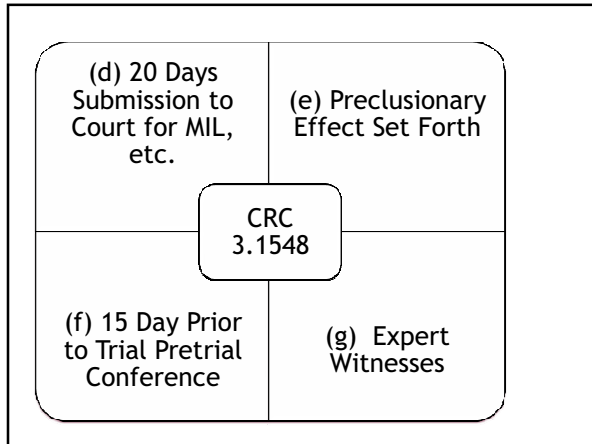 (d) 20 Days
Submission to
Court for MIL,
etc.
(e) Preclusionary
Effect Set Forth
CRC
3.1548
(f) 15 Day Prior
to Trial Pretrial
Conference
(g) Expert
Witnesses